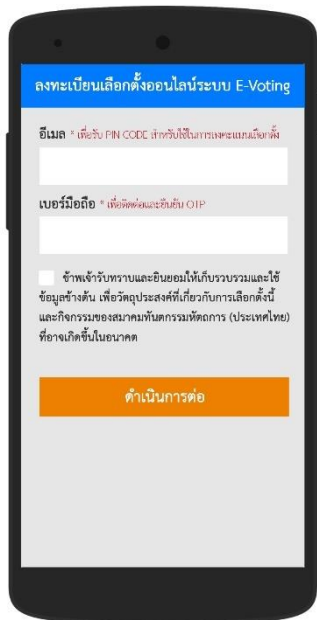 ลงทะเบียนเลือกตั้งออนไลน์ระบบ E-Voting
อีเมล * เพื่อรับ PIN CODE สำหรับใช้ในการลงคะแนนเลือกตั้ง
เบอร์มือถือ * เพื่อติดต่อและยืนยัน OTP
ข้าพเจ้ารับทราบและยินยอมให้เก็บรวบรวมและใช้
ข้อมูลข้างต้น เพื่อวัตถุประสงค์ที่เกี่ยวกับการเลือกตั้งนี้
และกิจกรรมของสมาคมทันตกรรมหัตถการ (ประเทศไทย)
ที่อาจเกิดขึ้นในอนาคต
ดำเนินการต่อ